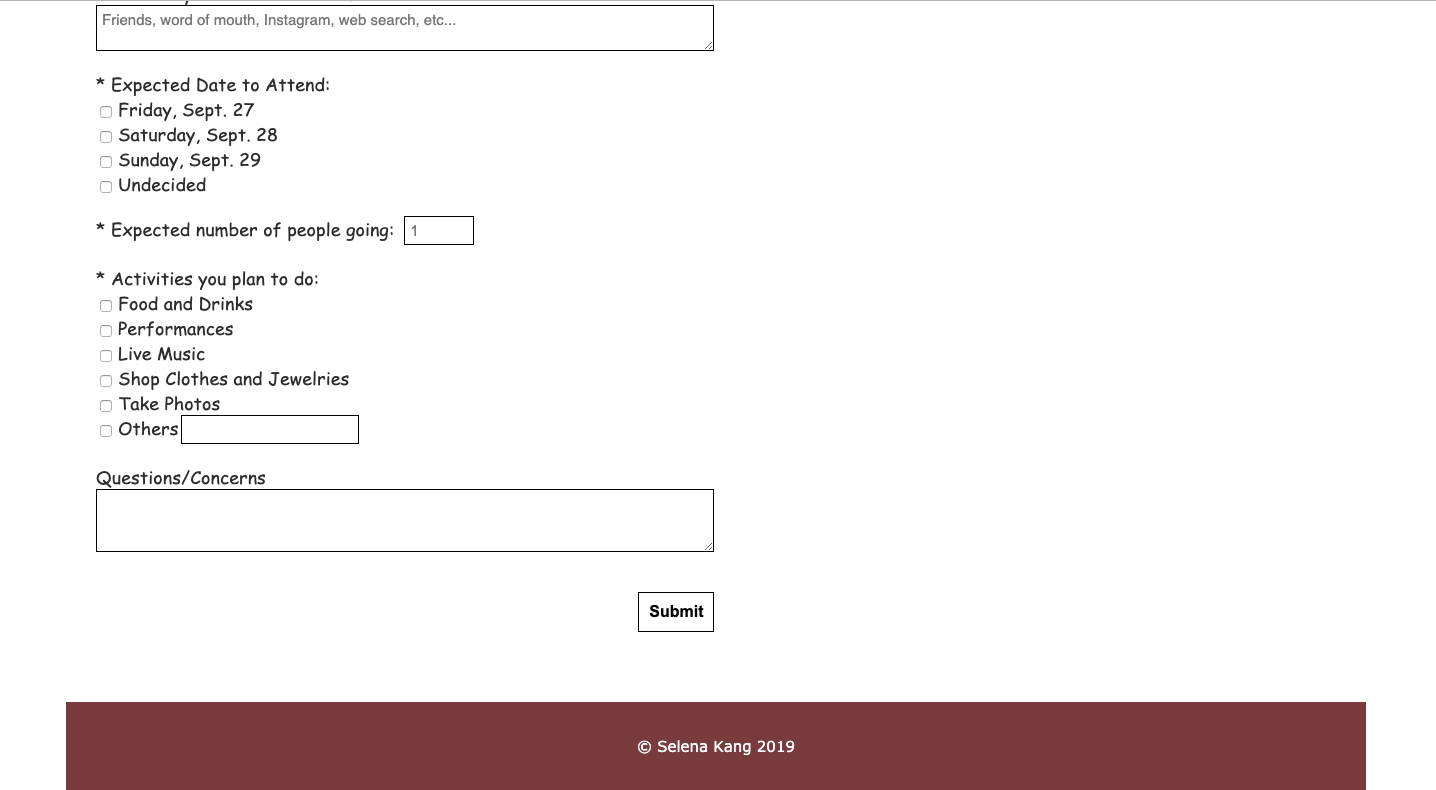 Friends, word of mouth, Instagram, web search, etc...
* Expected Date to Attend:
Friday, Sept. 27
Saturday, Sept. 28
Sunday, Sept. 29
Undecided
* Expected number of people going: 1
* Activities you plan to do:
Food and Drinks
Performances
Live Music
Shop Clothes and Jewelries
Take Photos
Others
Questions/Concerns
Submit
© Selena Kang 2019